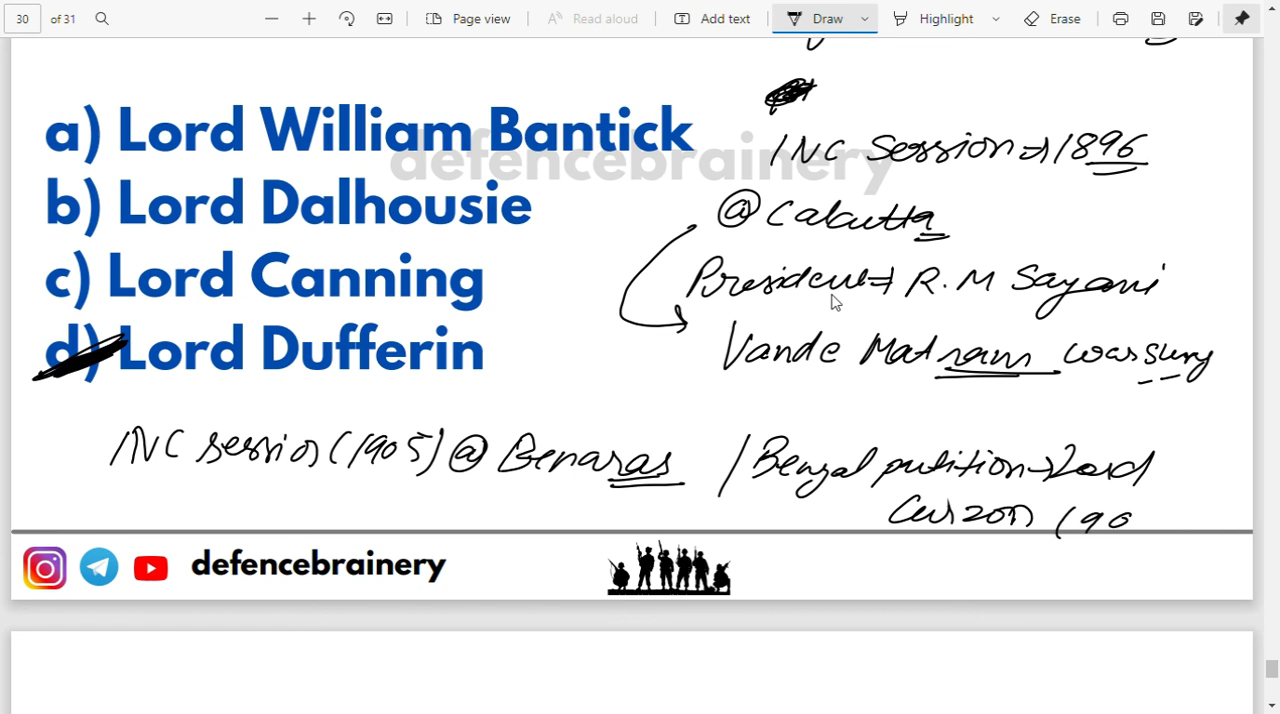 30 of 31 Page view Read aloud Add text Draw Highlight Erase
a) Lord William Bantick
b) Lord Dalhousie
c) Lord Canning
d) Lord Dufferin
defencebrainery
INC Session → 1896
@ Calcutta
President → R.M Sayani
Vande Matram was sung
INC session (1905) @ Benaras
/ Bengal putition → Lord
Curzon (190
defencebrainery